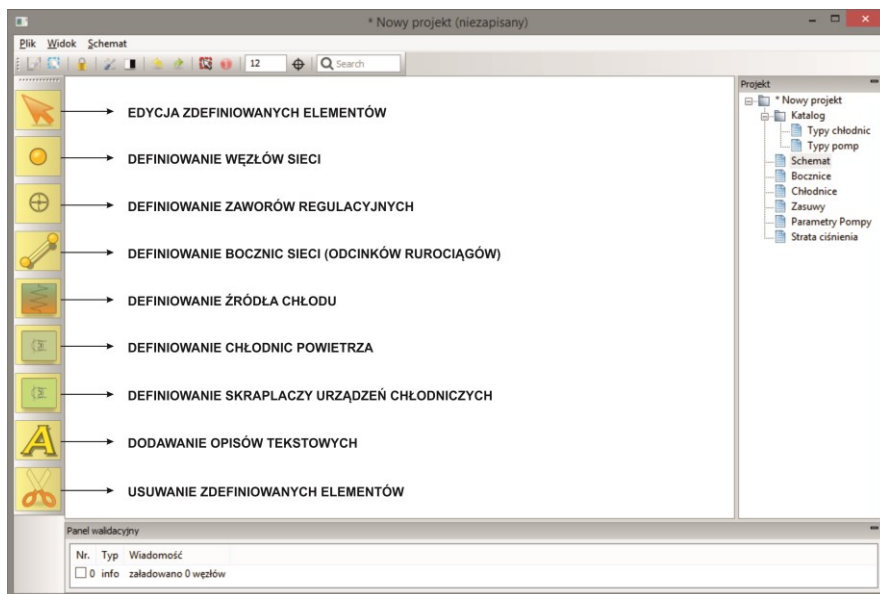 * Nowy projekt (niezapisany)
Plik Widok Schemat
12 Search
EDYCJA ZDEFINIOWANYCH ELEMENTÓW
DEFINIOWANIE WĘZŁÓW SIECI
DEFINIOWANIE ZAWORÓW REGULACYJNYCH
DEFINIOWANIE BOCZNIC SIECI (ODCINKÓW RUROCIĄGÓW)
DEFINIOWANIE ŹRÓDŁA CHŁODU
DEFINIOWANIE CHŁODNIC POWIETRZA
DEFINIOWANIE SKRAPLACZY URZĄDZEŃ CHŁODNICZYCH
A
DODAWANIE OPISÓW TEKSTOWYCH
USUWANIE ZDEFINIOWANYCH ELEMENTÓW
Projekt
* Nowy projekt
Katalog
Typy chłodnic
Typy pomp
Schemat
Bocznice
Chłodnice
Zasuwy
Parametry Pompy
Strata ciśnienia
Panel walidacyjny
Nr. Typ Wiadomość
0 info załadowano 0 węzłów